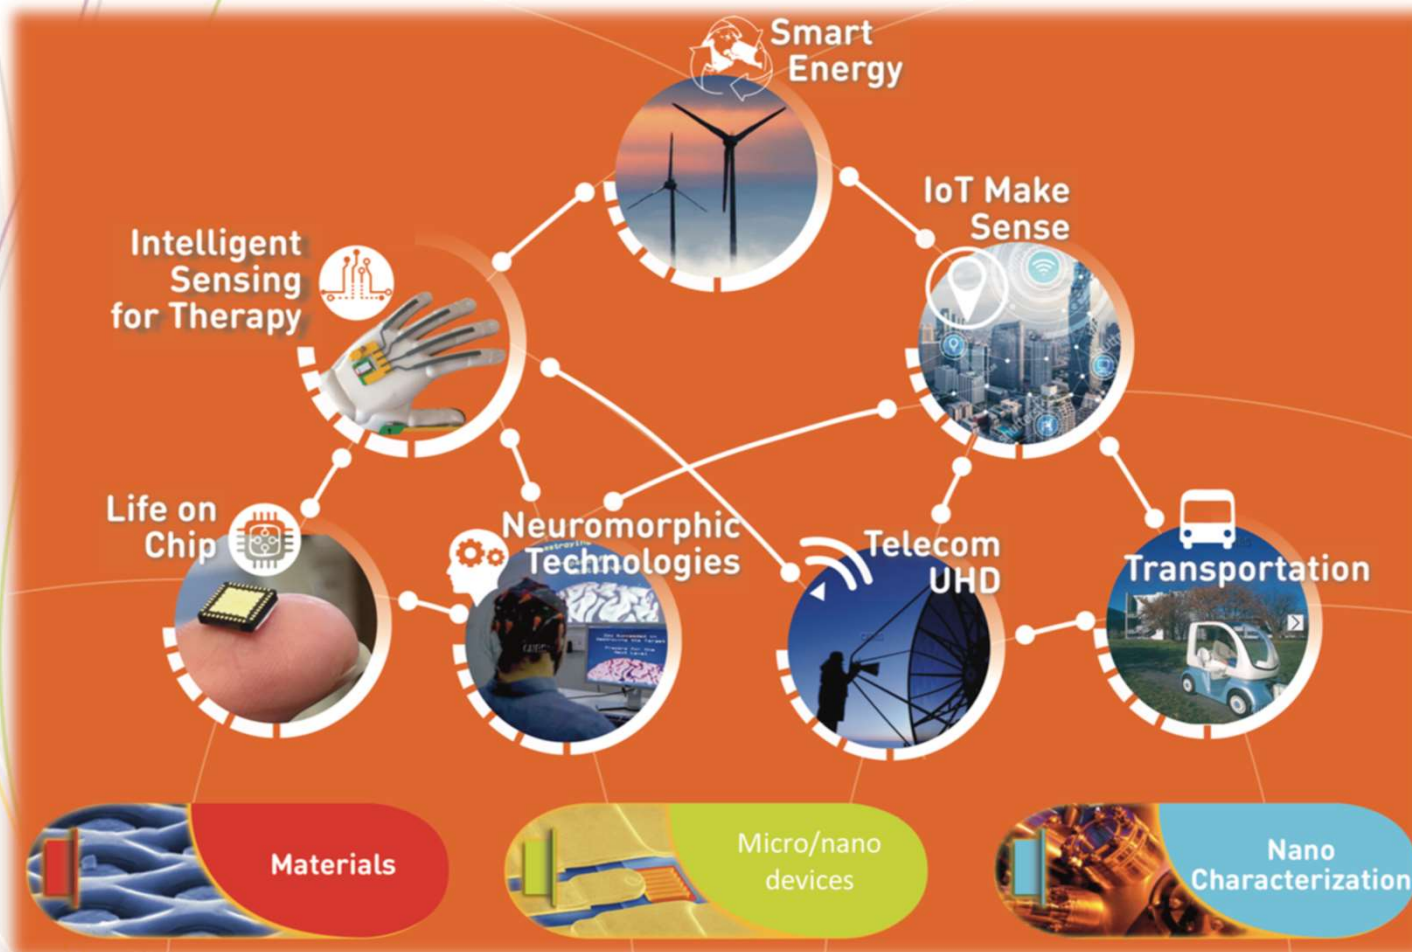 Smart
Energy
IoT Make
Sense
Intelligent
Sensing
for Therapy
Life on
Chip
Neuromorphic
Technologies
Telecom
UHD
Transportation
Materials
Micro/nano
devices
Nano
Characterization